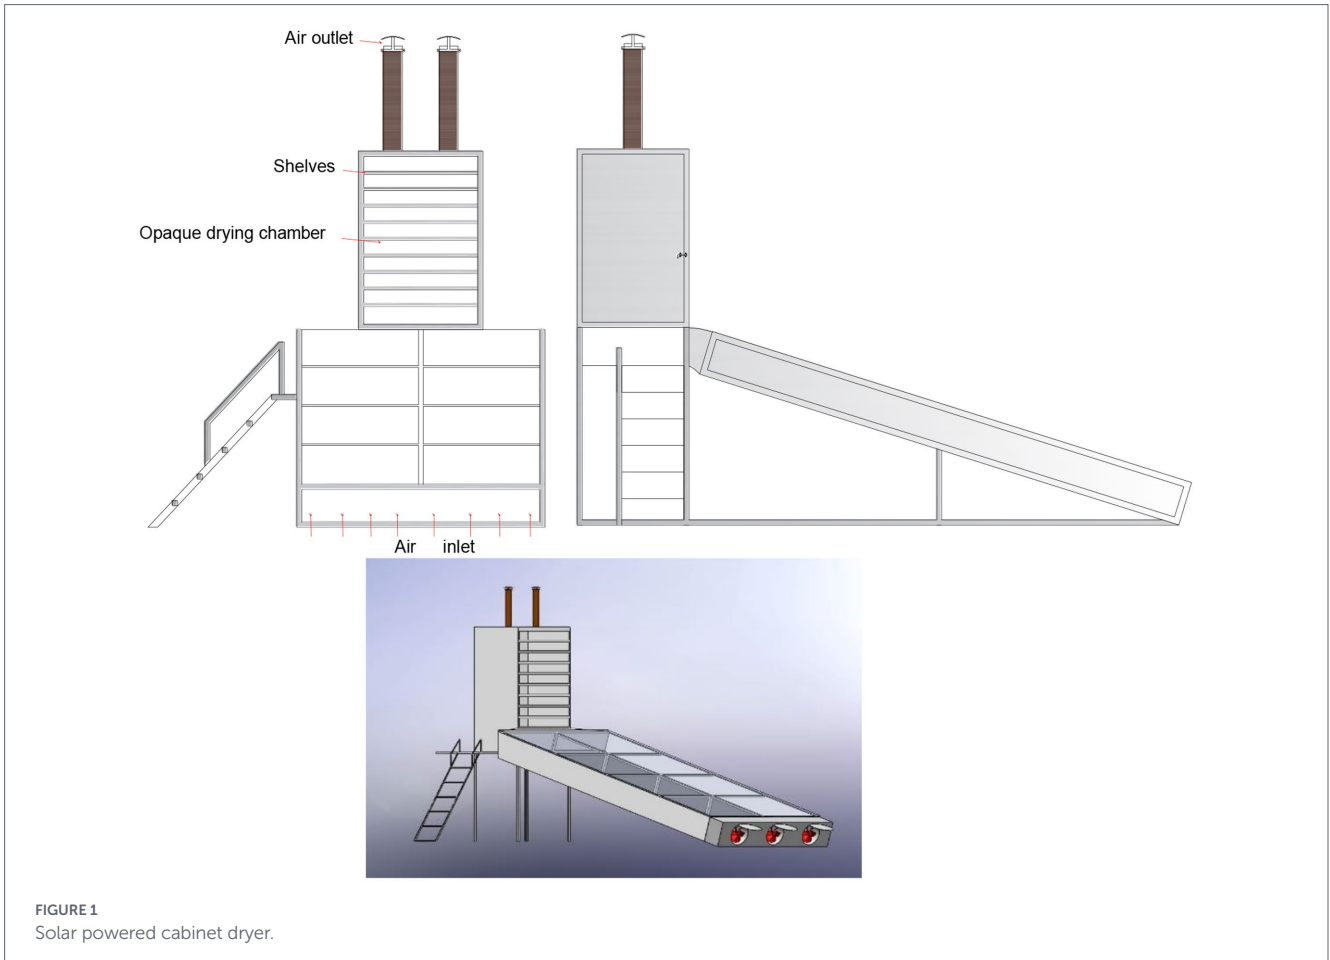 Air outlet
Shelves
Opaque drying chamber
Air inlet
FIGURE 1
Solar powered cabinet dryer.